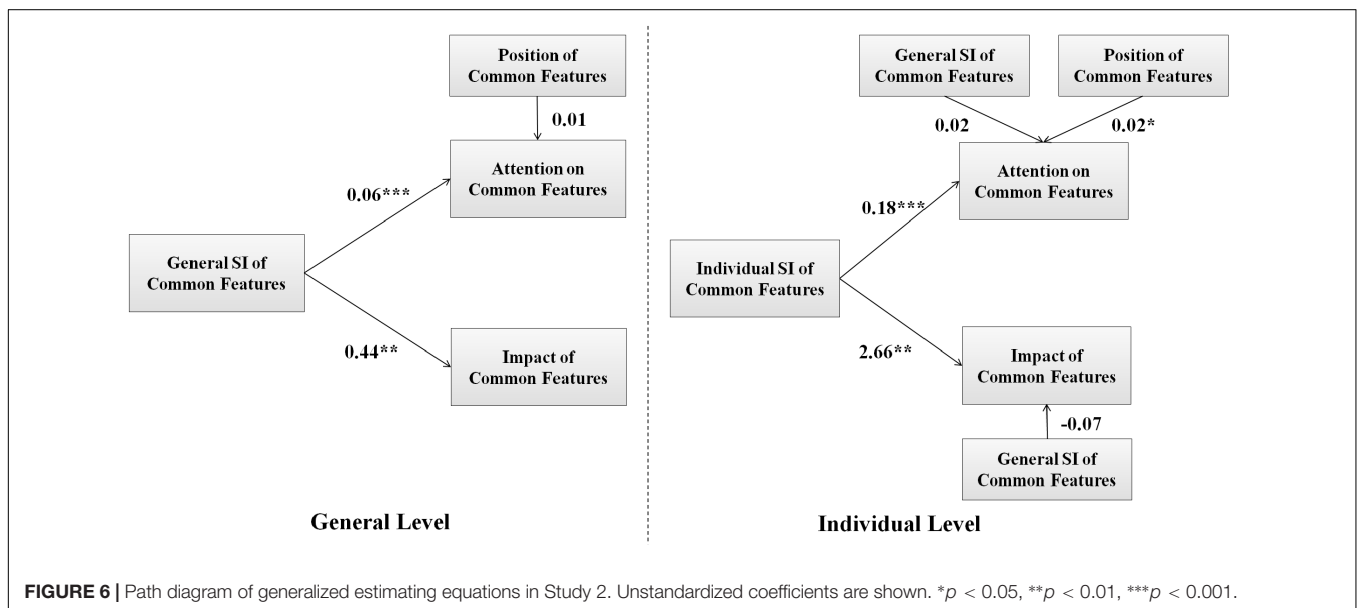 Position of
Common Features
0.01
Attention on
Common Features
0.06***
General SI of
Common Features
0.44**
Impact of
Common Features
General Level
General SI of
Common Features
Position of
Common Features
0.02
0.02*
Attention on
Common Features
0.18***
Individual SI of
Common Features
2.66**
Impact of
Common Features
-0.07
General SI of
Common Features
Individual Level
FIGURE 6 | Path diagram of generalized estimating equations in Study 2. Unstandardized coefficients are shown. *p < 0.05, **p < 0.01, ***p < 0.001.